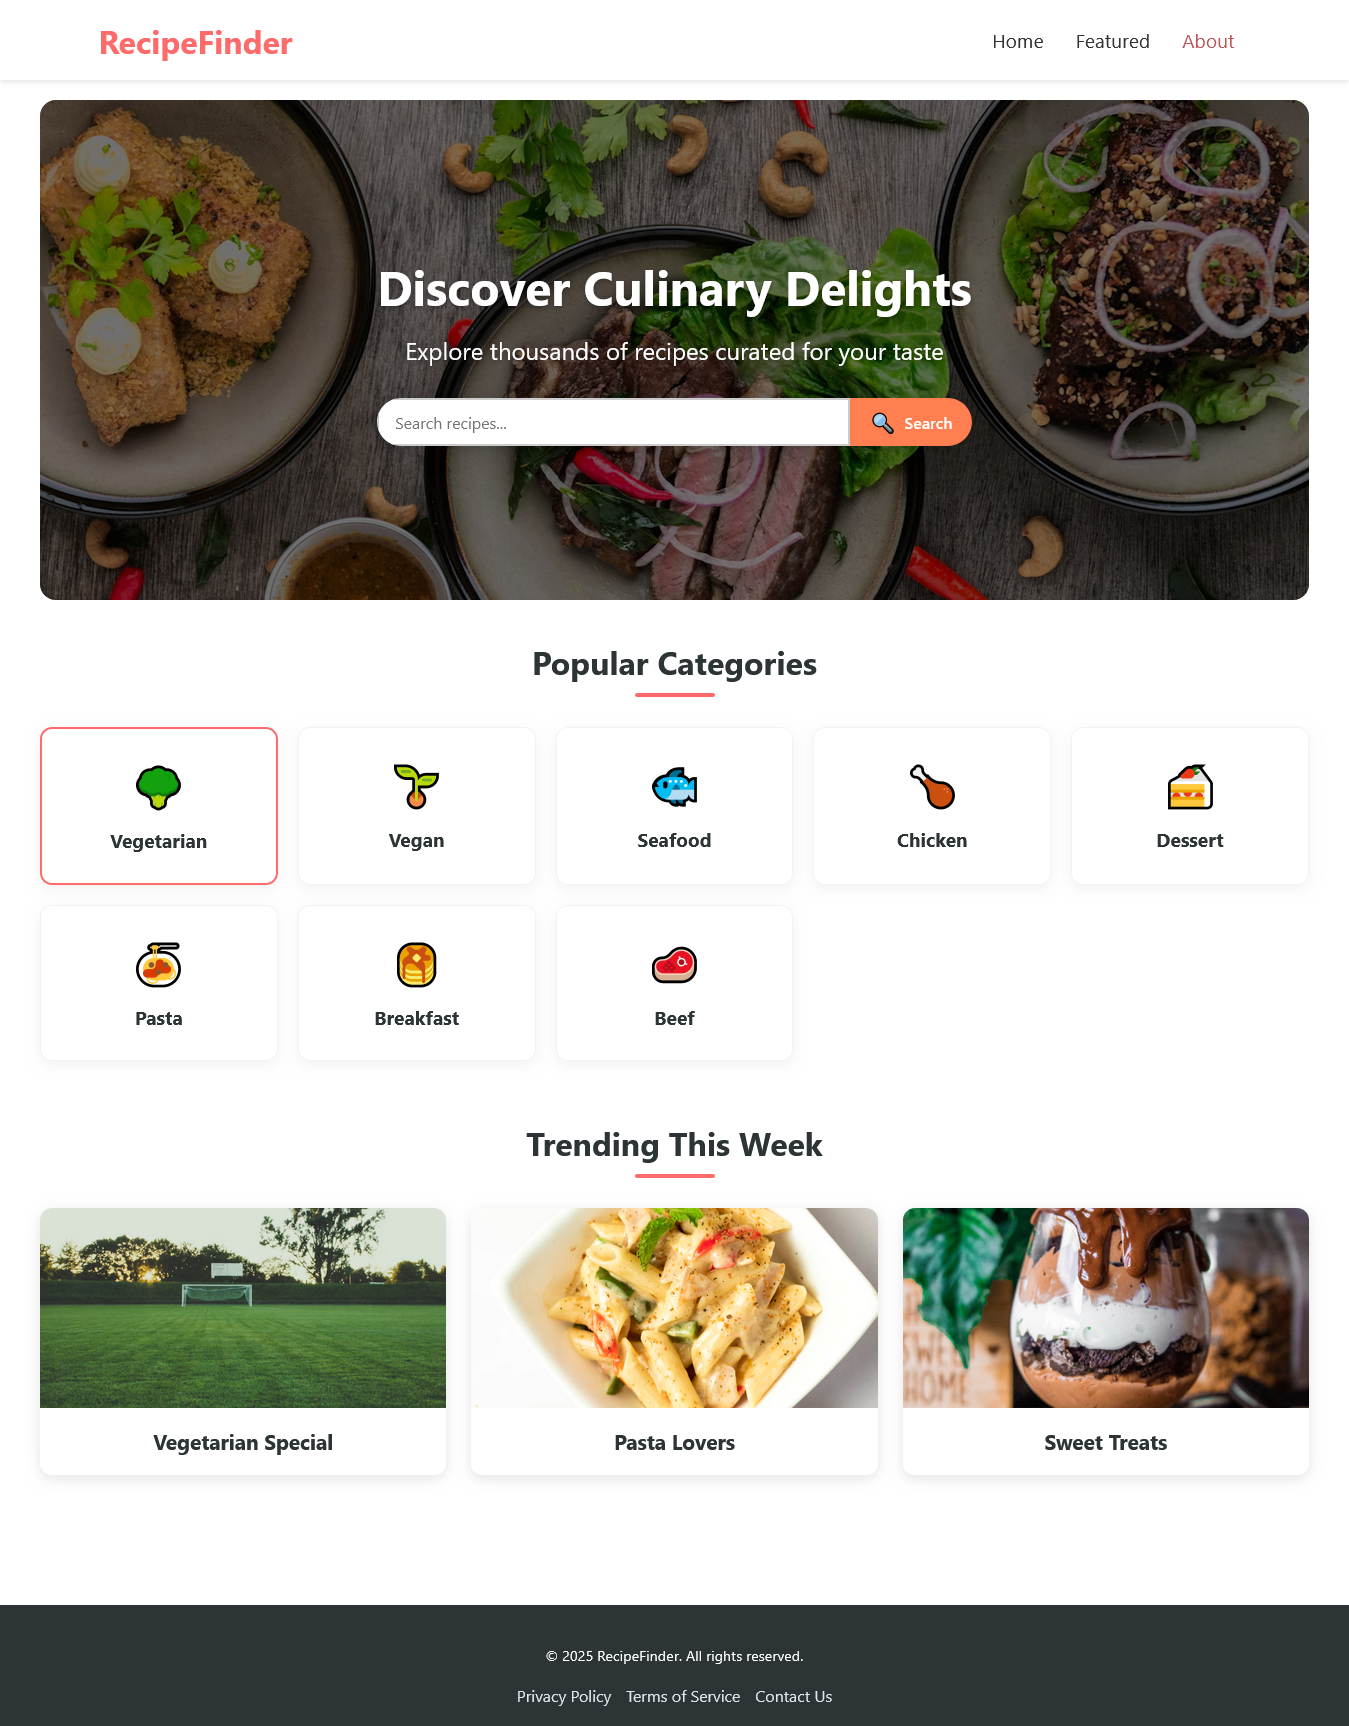 RecipeFinder
Home Featured About
Discover Culinary Delights
Explore thousands of recipes curated for your taste
Search recipes...
Search
Popular Categories
Vegetarian
Vegan
Seafood
Chicken
Dessert
Pasta
Breakfast
Beef
Trending This Week
HOME
Vegetarian Special
Pasta Lovers
Sweet Treats
© 2025 RecipeFinder. All rights reserved.
Privacy Policy Terms of Service Contact Us